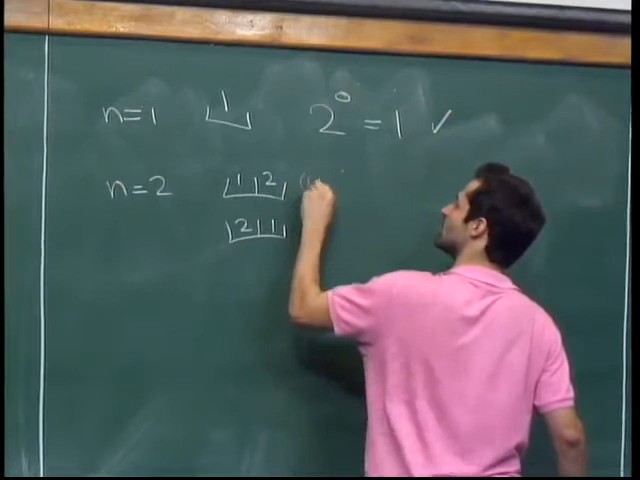 n=1 1 2⁰ = 1 ✓
n=2 1 2
2 1